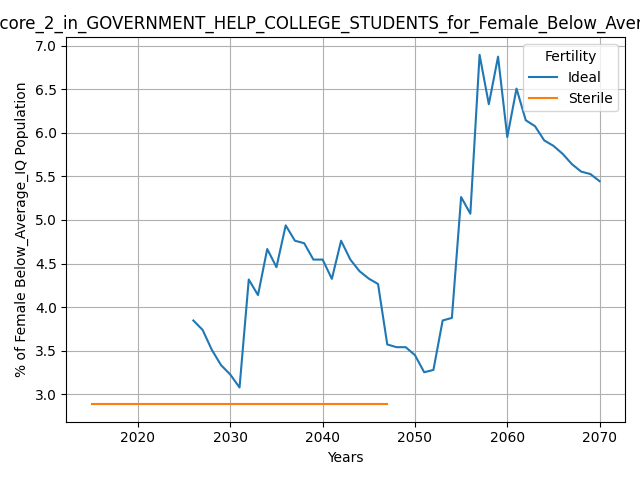 core_2_in_GOVERNMENT_HELP_COLLEGE_STUDENTS_for_Female_Below_Aver
7.0
6.5
6.0
5.5
5.0
4.5
4.0
3.5
3.0
% of Female Below_Average_IQ Population
Fertility
Ideal
Sterile
2020 2030 2040 2050 2060 2070
Years